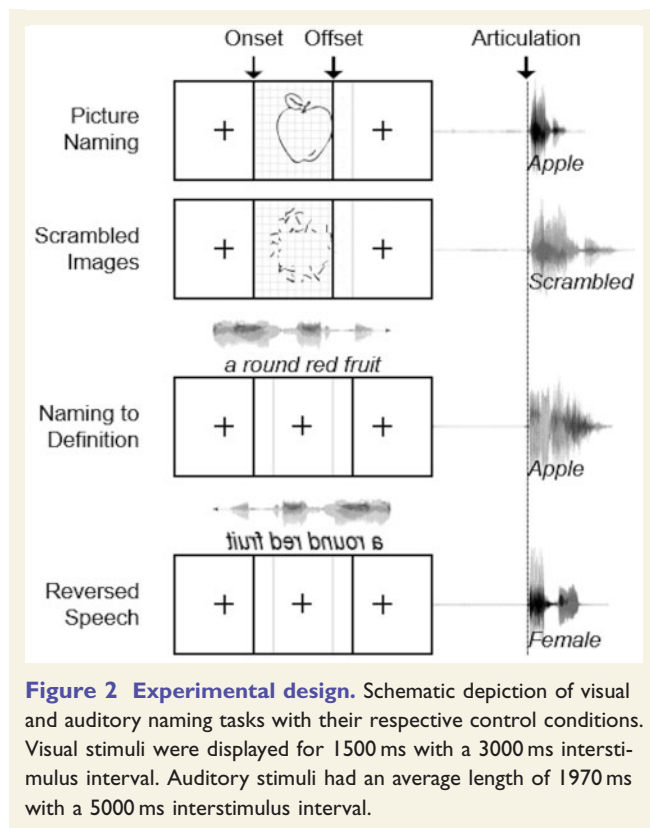 Onset Offset Articulation
Picture
Naming
Apple
Scrambled
Images
Scrambled
a round red fruit
Naming to
Definition
Apple
a round red fruit
Reversed
Speech
Female
Figure 2 Experimental design. Schematic depiction of visual
and auditory naming tasks with their respective control conditions.
Visual stimuli were displayed for 1500 ms with a 3000 ms intersti-
mulus interval. Auditory stimuli had an average length of 1970 ms
with a 5000 ms interstimulus interval.